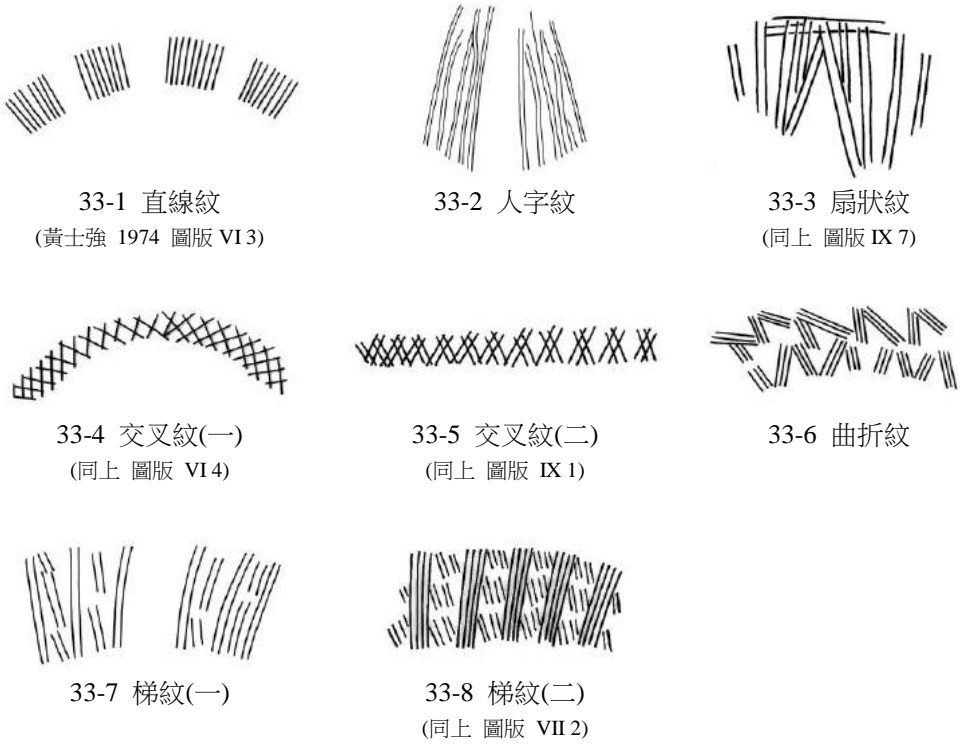 33-1 直線紋
(黃士強 1974 圖版 VI 3)
33-2 人字紋
33-3 扇狀紋
(同上 圖版 IX 7)
33-4 交叉紋(一)
(同上 圖版 VI 4)
33-5 交叉紋(二)
(同上 圖版 IX 1)
33-6 曲折紋
33-7 梯紋(一)
33-8 梯紋(二)
(同上 圖版 VII 2)